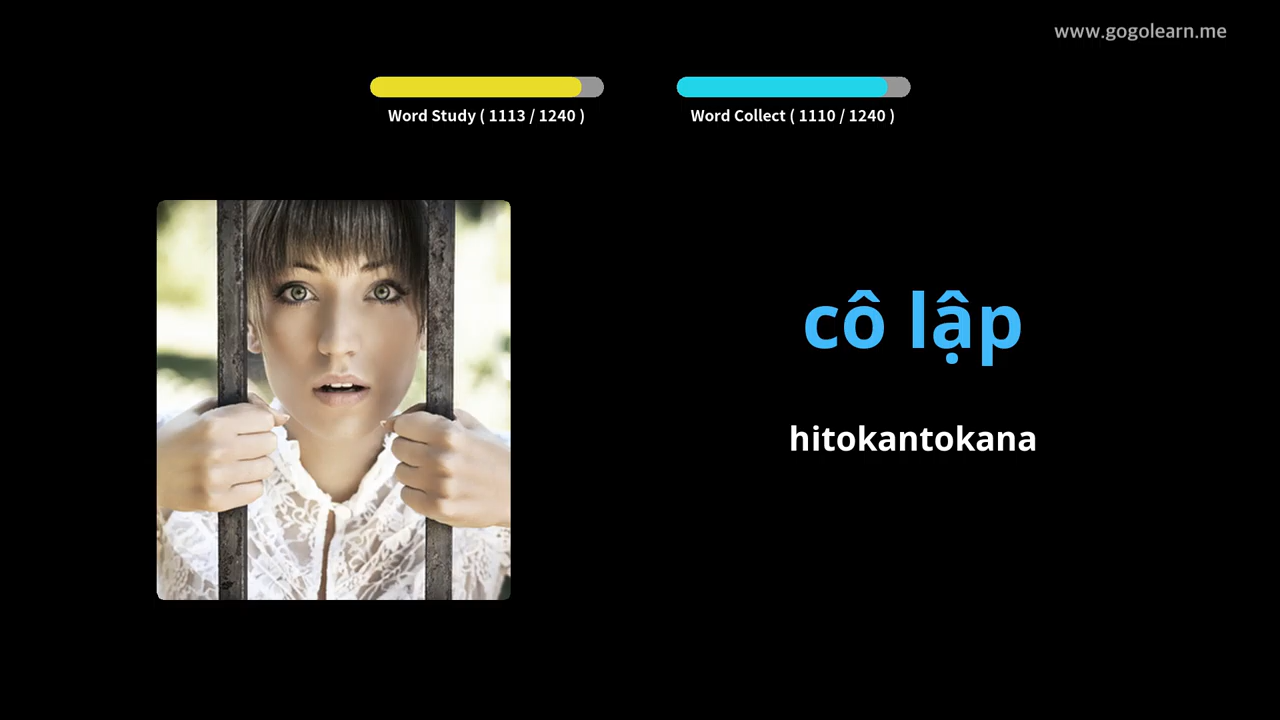 www.gogolearn.me
Word Study ( 1113 / 1240 )
Word Collect ( 1110 / 1240 )
cô lập
hitokantokana